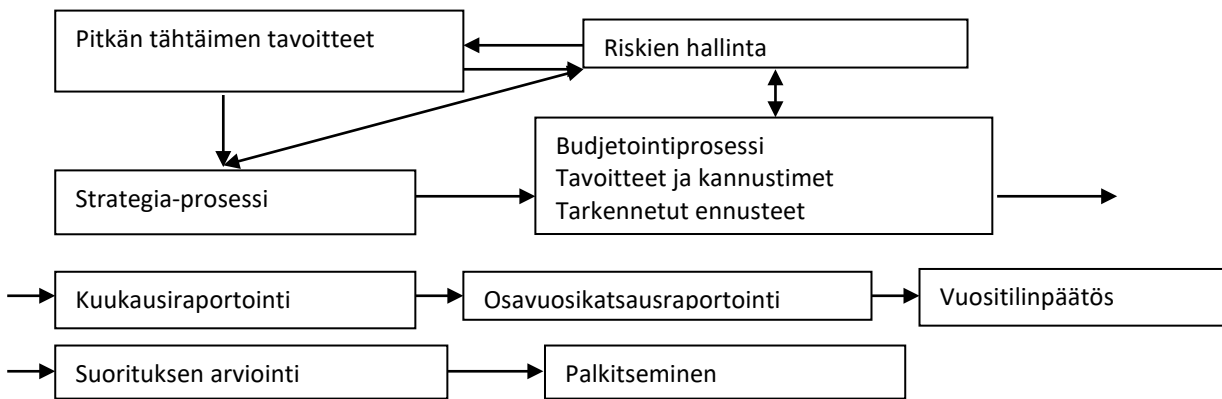 Pitkän tähtäimen tavoitteet
Riskien hallinta
Strategia-prosessi
Budjetointiprosessi
Tavoitteet ja kannustimet
Tarkennetut ennusteet
Kuukausiraportointi
Osavuosikatsausraportointi
Vuositilinpäätös
Suorituksen arviointi
Palkitseminen